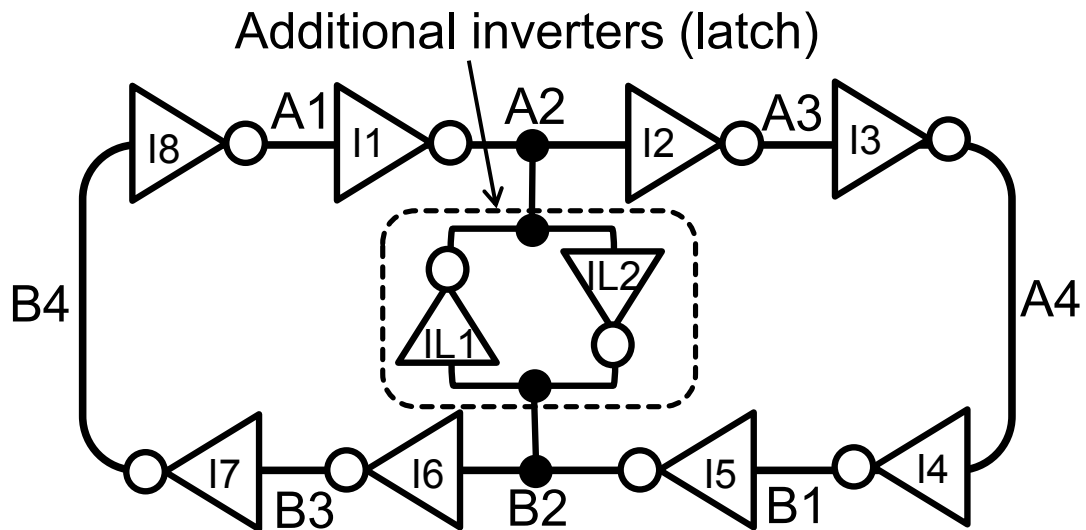 Additional inverters (latch)
I8
A1
I1
A2
I2
A3
I3
B4
IL1
IL2
A4
I7
B3
I6
B2
I5
B1
I4